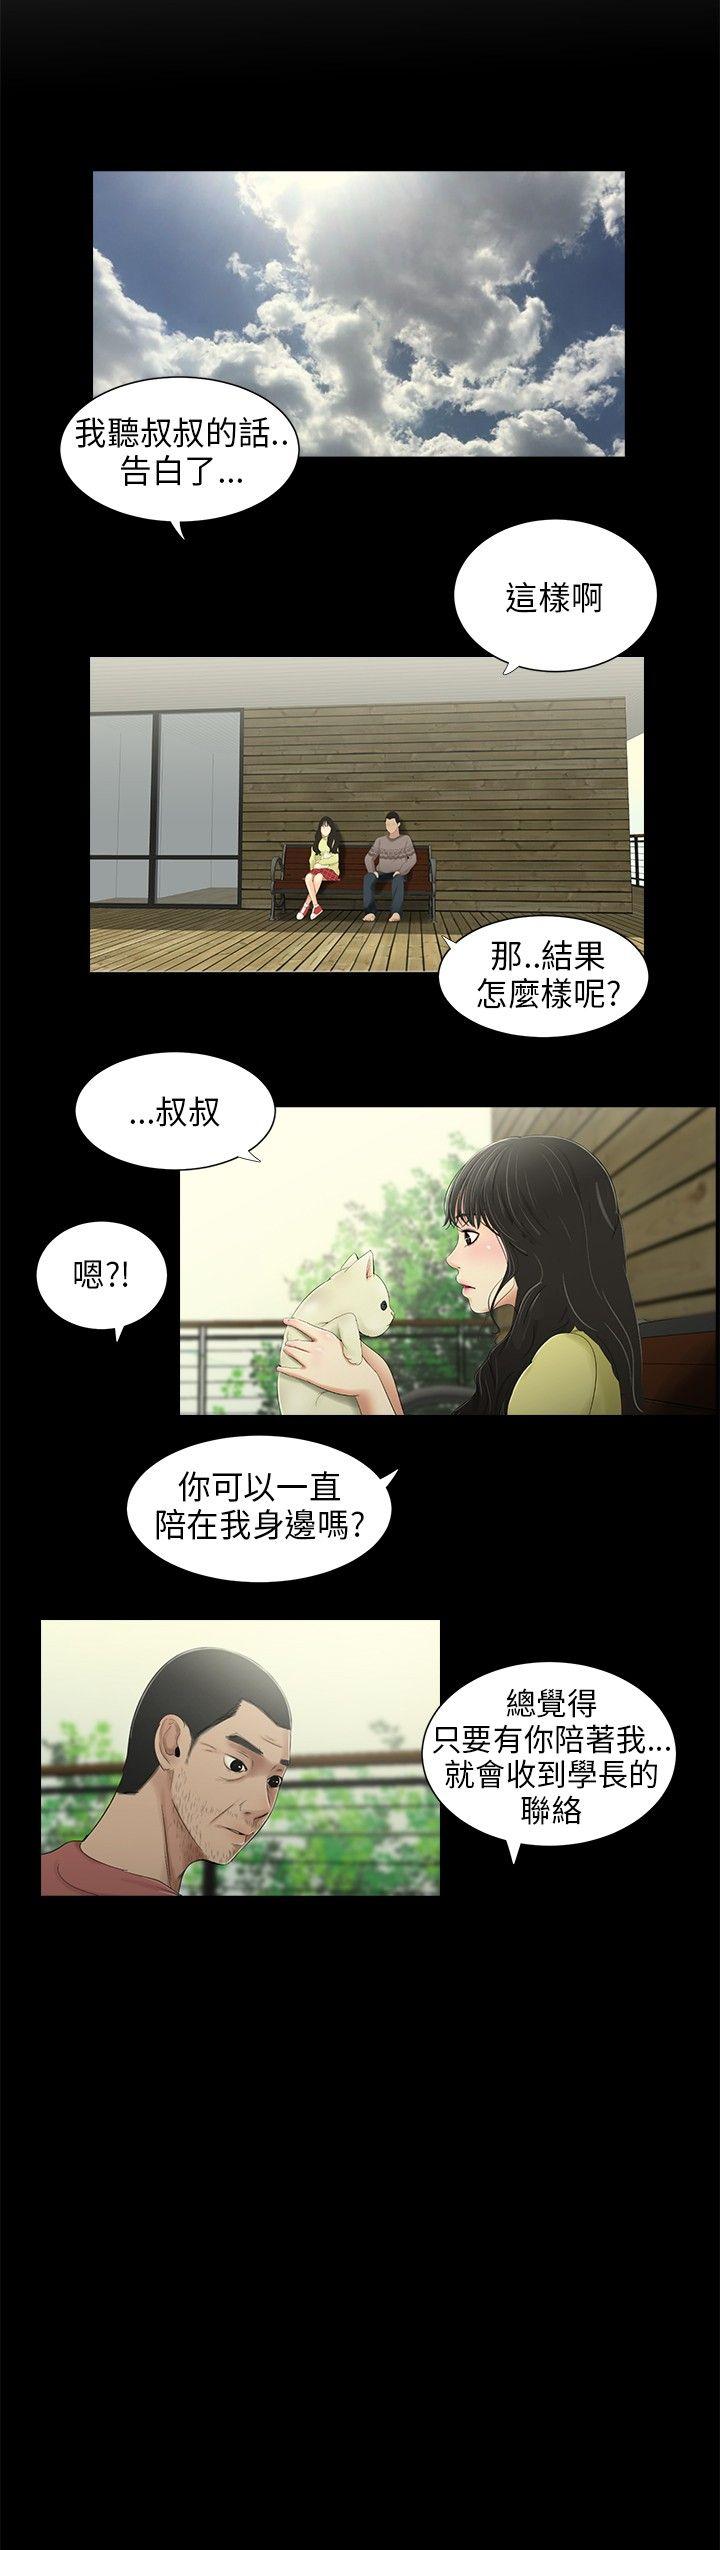 我聽叔叔的話..
告白了...
這樣啊
那..結果
怎麼樣呢?
...叔叔
嗯?!
你可以一直
陪在我身邊嗎?
總覺得
只要有你陪著我...
就會收到學長的
聯絡